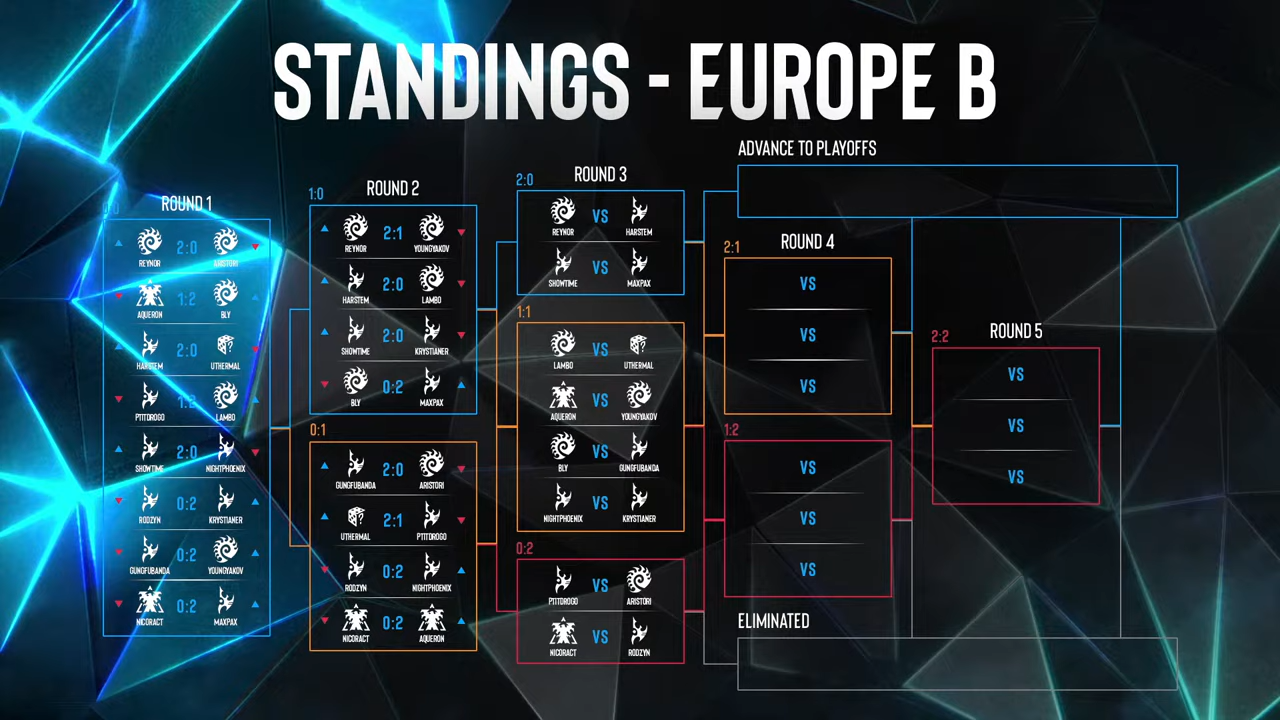 STANDINGS - EUROPE B
ROUND 1
REYNOR 2:0 ARISTORI
AQUERON 1:2 BLY
HARSTEM 2:0 UTHERMAL
PTITDROGO 1:2 LAMBO
SHOWTIME 2:0 NIGHTPHOENIX
RODZYN 0:2 KRYSTIANER
GUNGFUBANDA 0:2 YOUNGYAKOV
NICORACT 0:2 MAXPAX
1:0
ROUND 2
REYNOR 2:1 YOUNGYAKOV
HARSTEM 2:0 LAMBO
SHOWTIME 2:0 KRYSTIANER
BLY 0:2 MAXPAX
0:1
GUNGFUBANDA 2:0 ARISTORI
UTHERMAL 2:1 PTITDROGO
RODZYN 0:2 NIGHTPHOENIX
NICORACT 0:2 AQUERON
2:0
ROUND 3
REYNOR VS HARSTEM
SHOWTIME VS MAXPAX
1:1
LAMBO VS UTHERMAL
AQUERON VS YOUNGYAKOV
BLY VS GUNGFUBANDA
NIGHTPHOENIX VS KRYSTIANER
0:2
PTITDROGO VS ARISTORI
NICORACT VS RODZYN
ADVANCE TO PLAYOFFS
2:1
ROUND 4
VS
VS
VS
1:2
VS
VS
VS
2:2
ROUND 5
VS
VS
VS
ELIMINATED